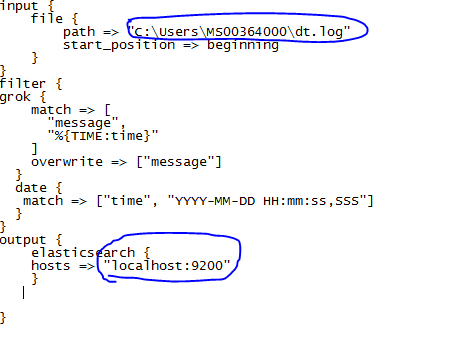 input {
file {
path => "C:\Users\MS00364000\dt.log"
start_position => beginning
}
}
filter {
grok {
match => [
"message",
"%{TIME:time}"
]
overwrite => ["message"]
}
date {
match => ["time", "YYYY-MM-DD HH:mm:ss,SSS"]
}
}
output {
elasticsearch {
hosts => "localhost:9200"
}
}